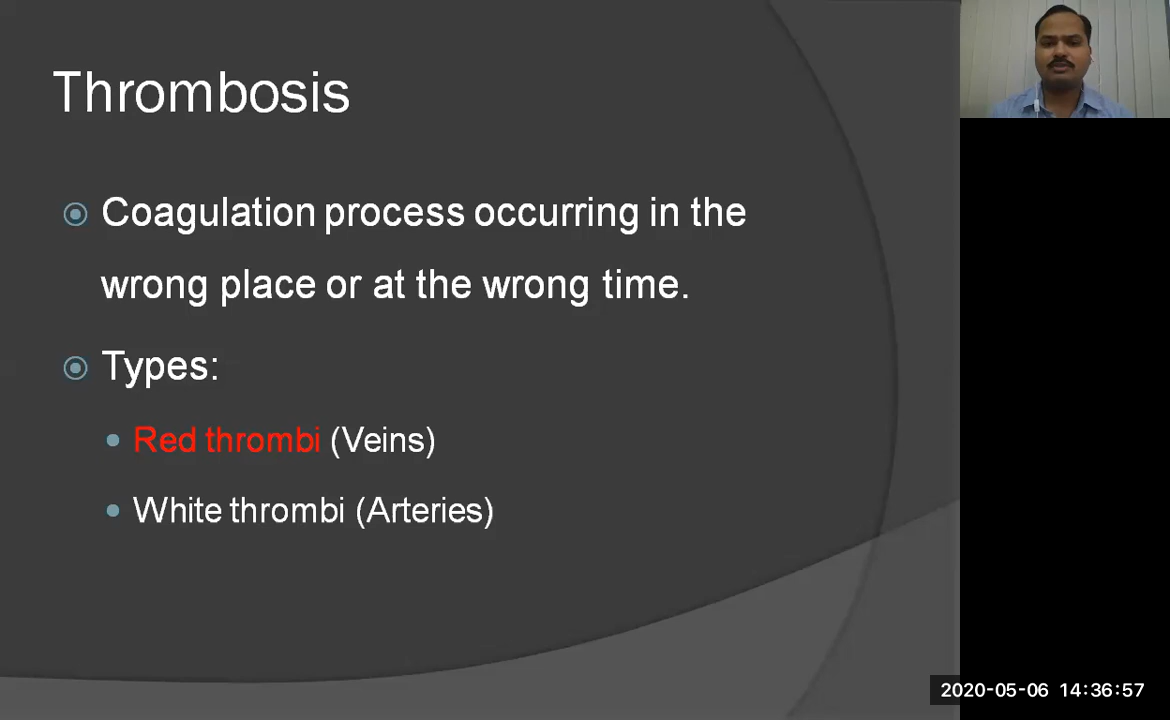 Thrombosis
Coagulation process occurring in the
wrong place or at the wrong time.
Types:
Red thrombi (Veins)
White thrombi (Arteries)
2020-05-06 14:36:57